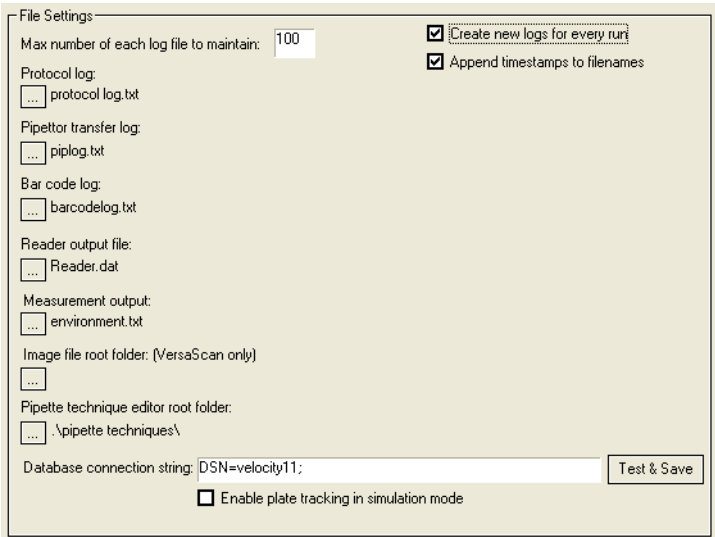 File Settings
Max number of each log file to maintain: 100
Create new logs for every run
Append timestamps to filenames
Protocol log:
... protocol log.txt
Pipettor transfer log:
... piplog.txt
Bar code log:
... barcodelog.txt
Reader output file:
... Reader.dat
Measurement output:
... environment.txt
Image file root folder: (VersaScan only)
...
Pipette technique editor root folder:
... .\pipette techniques\
Database connection string: DSN=velocity11; Test & Save
Enable plate tracking in simulation mode